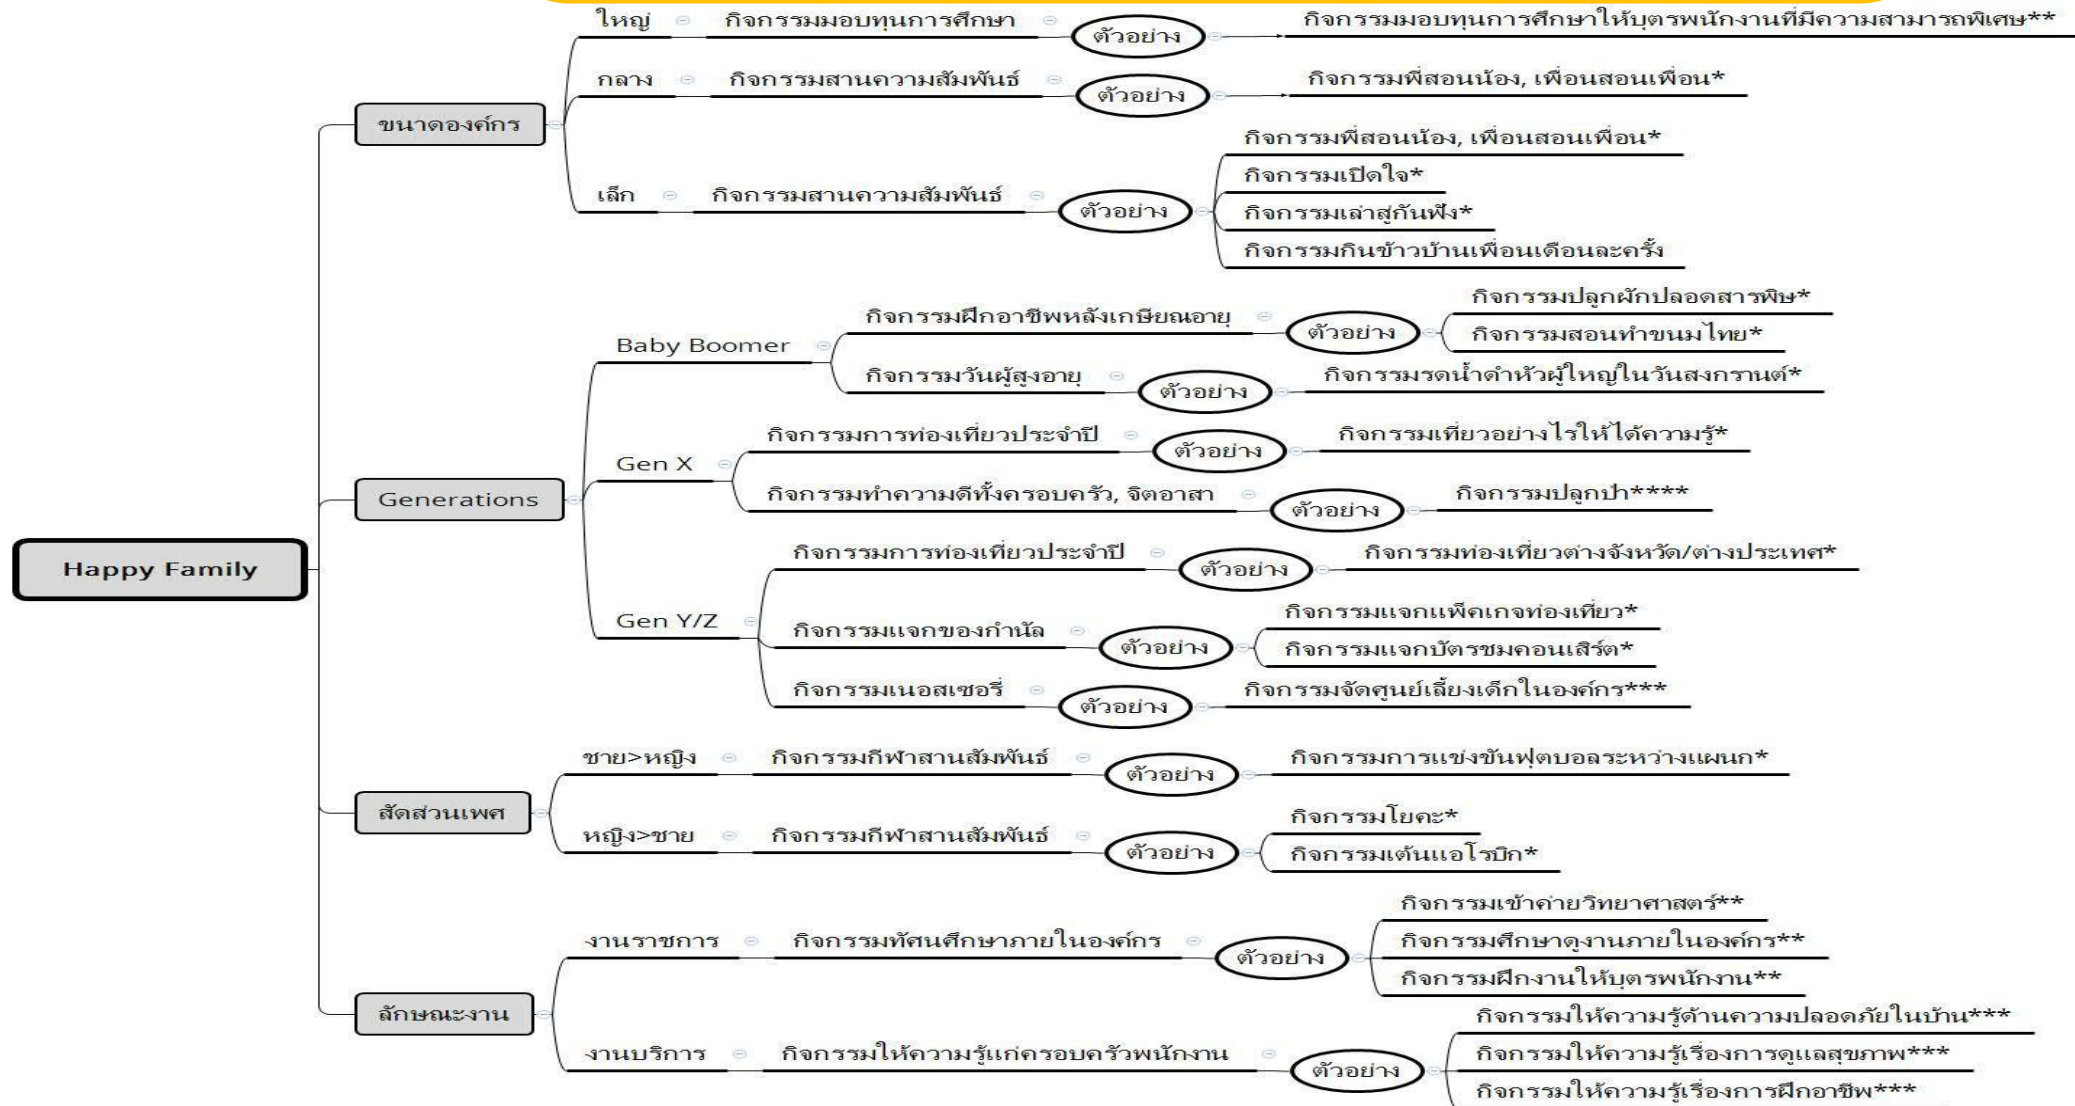 Happy Family
ขนาดองค์กร
ใหญ่
กิจกรรมมอบทุนการศึกษา
ตัวอย่าง
กิจกรรมมอบทุนการศึกษาให้บุตรพนักงานที่มีความสามารถพิเศษ**
กลาง
กิจกรรมสานความสัมพันธ์
ตัวอย่าง
กิจกรรมพี่สอนน้อง, เพื่อนสอนเพื่อน*
เล็ก
กิจกรรมสานความสัมพันธ์
ตัวอย่าง
กิจกรรมพี่สอนน้อง, เพื่อนสอนเพื่อน*
กิจกรรมเปิดใจ*
กิจกรรมเล่าสู่กันฟัง*
กิจกรรมกินข้าวบ้านเพื่อนเดือนละครั้ง
Generations
Baby Boomer
กิจกรรมฝึกอาชีพหลังเกษียณอายุ
ตัวอย่าง
กิจกรรมปลูกผักปลอดสารพิษ*
กิจกรรมสอนทำขนมไทย*
กิจกรรมวันผู้สูงอายุ
ตัวอย่าง
กิจกรรมรดน้ำดำหัวผู้ใหญ่ในวันสงกรานต์*
Gen X
กิจกรรมการท่องเที่ยวประจำปี
ตัวอย่าง
กิจกรรมเที่ยวอย่างไรให้ได้ความรู้*
กิจกรรมทำความดีทั้งครอบครัว, จิตอาสา
ตัวอย่าง
กิจกรรมปลูกป่า****
Gen Y/Z
กิจกรรมการท่องเที่ยวประจำปี
ตัวอย่าง
กิจกรรมท่องเที่ยวต่างจังหวัด/ต่างประเทศ*
กิจกรรมแจกของกำนัล
ตัวอย่าง
กิจกรรมแจกแพ็คเกจท่องเที่ยว*
กิจกรรมแจกบัตรชมคอนเสิร์ต*
กิจกรรมเนอสเซอรี่
ตัวอย่าง
กิจกรรมจัดศูนย์เลี้ยงเด็กในองค์กร***
สัดส่วนเพศ
ชาย>หญิง
กิจกรรมกีฬาสานสัมพันธ์
ตัวอย่าง
กิจกรรมการแข่งขันฟุตบอลระหว่างแผนก*
หญิง>ชาย
กิจกรรมกีฬาสานสัมพันธ์
ตัวอย่าง
กิจกรรมโยคะ*
กิจกรรมเต้นแอโรบิก*
ลักษณะงาน
งานราชการ
กิจกรรมทัศนศึกษาภายในองค์กร
ตัวอย่าง
กิจกรรมเข้าค่ายวิทยาศาสตร์**
กิจกรรมศึกษาดูงานภายในองค์กร**
กิจกรรมฝึกงานให้บุตรพนักงาน**
งานบริการ
กิจกรรมให้ความรู้แก่ครอบครัวพนักงาน
ตัวอย่าง
กิจกรรมให้ความรู้ด้านความปลอดภัยในบ้าน***
กิจกรรมให้ความรู้เรื่องการดูแลสุขภาพ***
กิจกรรมให้ความรู้เรื่องการฝึกอาชีพ***